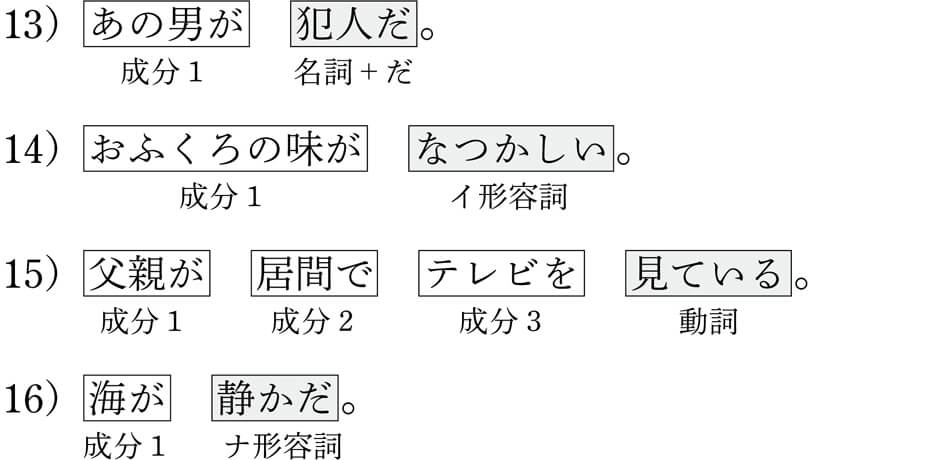 13) あの男が 犯人だ。
成分1 名詞+だ
14) おふくろの味が なつかしい。
成分1 イ形容詞
15) 父親が 居間で テレビを 見ている。
成分1 成分2 成分3 動詞
16) 海が 静かだ。
成分1 ナ形容詞